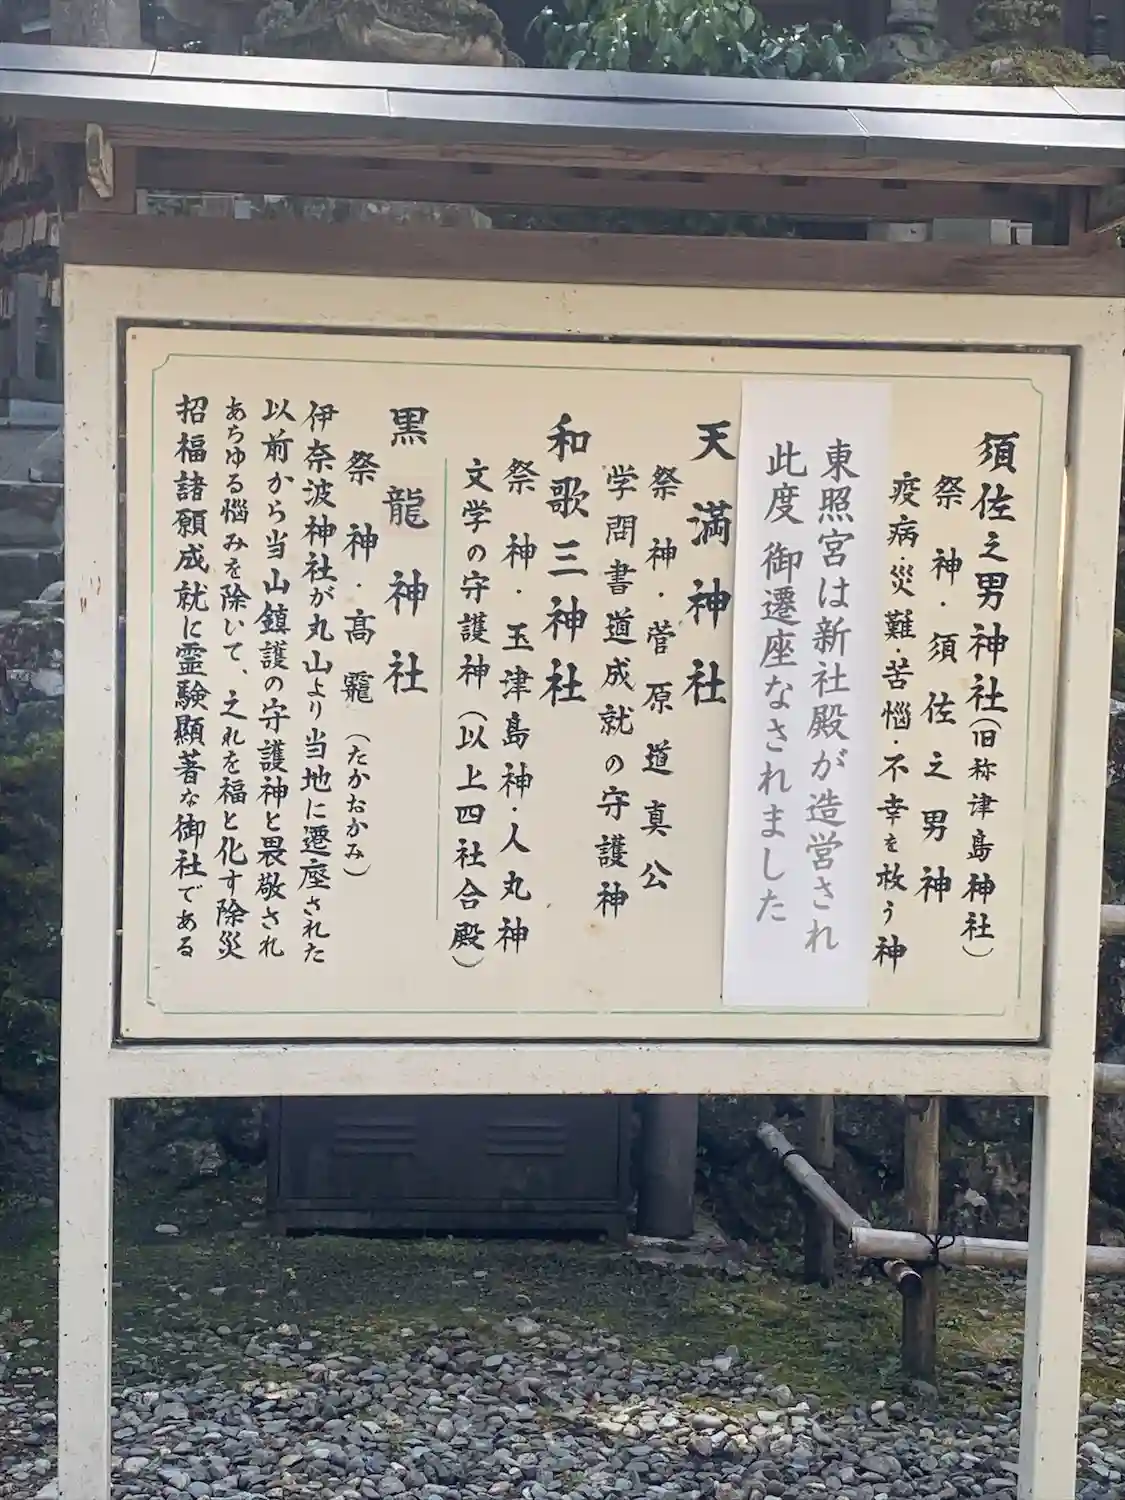 須佐之男神社(旧称津島神社)
祭神・須佐之男神
疫病・災難・苦悩・不幸を救う神
東照宮は新社殿が造営され
此度御遷座なされました
天満神社
祭神・菅原道真公
学問書道成就の守護神
和歌三神社
祭神・玉津島神・人丸神
文学の守護神(以上四社合殿)
黒龍神社
祭神・髙龗(たかおかみ)
伊奈波神社が丸山より当地に遷座された
以前から当山鎮護の守護神と畏敬され
あらゆる悩みを除いて、之れを福と化す除災
招福諸願成就に霊験顯著な御社である